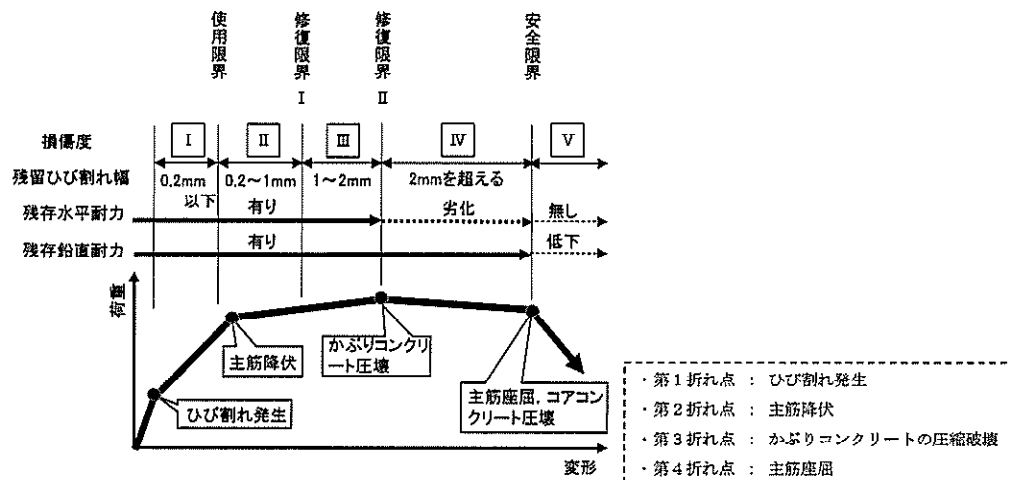 使用限界
修復限界Ⅰ
修復限界Ⅱ
安全限界
損傷度
Ⅰ
Ⅱ
Ⅲ
Ⅳ
Ⅴ
残留ひび割れ幅
0.2mm
以下
0.2～1mm
1～2mm
2mmを超える
残存水平耐力
有り
劣化
無し
残存鉛直耐力
有り
低下
荷重
ひび割れ発生
主筋降伏
かぶりコンクリ
ート圧壊
主筋座屈，コアコン
クリート圧壊
変形
・第１折れ点 ： ひび割れ発生
・第２折れ点 ： 主筋降伏
・第３折れ点 ： かぶりコンクリートの圧縮破壊
・第４折れ点 ： 主筋座屈